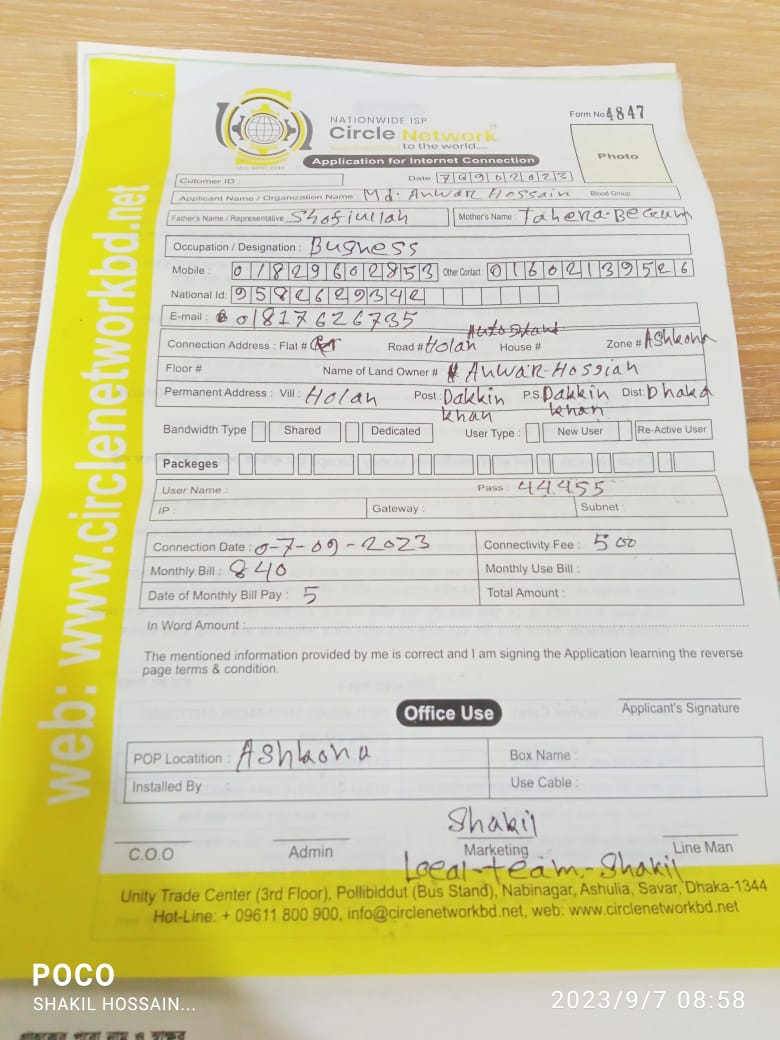 NATIONWIDE ISP
Circle Network
to the world....
Form No 4847
Photo
Application for Internet Connection
Cutomer ID :
Date:
Applicant Name / Organization Name : Md. Anwar Hossain Blood Group
Father's Name / Representative Shofiullah Mother's Name : Tahera Begum
Occupation / Designation : Busness
Mobile : 01829602853 Other Contact 01602139526
National Id: 9582629342
E-mail : 01817626735
Connection Address : Flat # Road # Holan House # Zone # Ashkona
Floor # Name of Land Owner # Anwar Hossian
Permanent Address : Vill : Holan Post : Dakkin khan P.S. Dakkin khan Dist: Dhaka
Bandwidth Type Shared Dedicated User Type : New User Re-Active User
Packeges
User Name : Pass : 44455
IP : Gateway : Subnet :
Connection Date : 0-7-09-2023 Connectivity Fee : 500
Monthly Bill : 840 Monthly Use Bill :
Date of Monthly Bill Pay : 5 Total Amount :
In Word Amount :
The mentioned information provided by me is correct and I am signing the Application learning the reverse
page terms & condition.
Applicant's Signature
Office Use
POP Locatition : Ashkona Box Name :
Installed By : Use Cable :
Shakil
C.O.O Admin Marketing Line Man
Local-team-Shakil
Unity Trade Center (3rd Floor), Pollibiddut (Bus Stand), Nabinagar, Ashulia, Savar, Dhaka-1344
Hot-Line: + 09611 800 900, info@circlenetworkbd.net, web: www.circlenetworkbd.net
web: www.circlenetworkbd.net
POCO
SHAKIL HOSSAIN...
2023/9/7 08:58